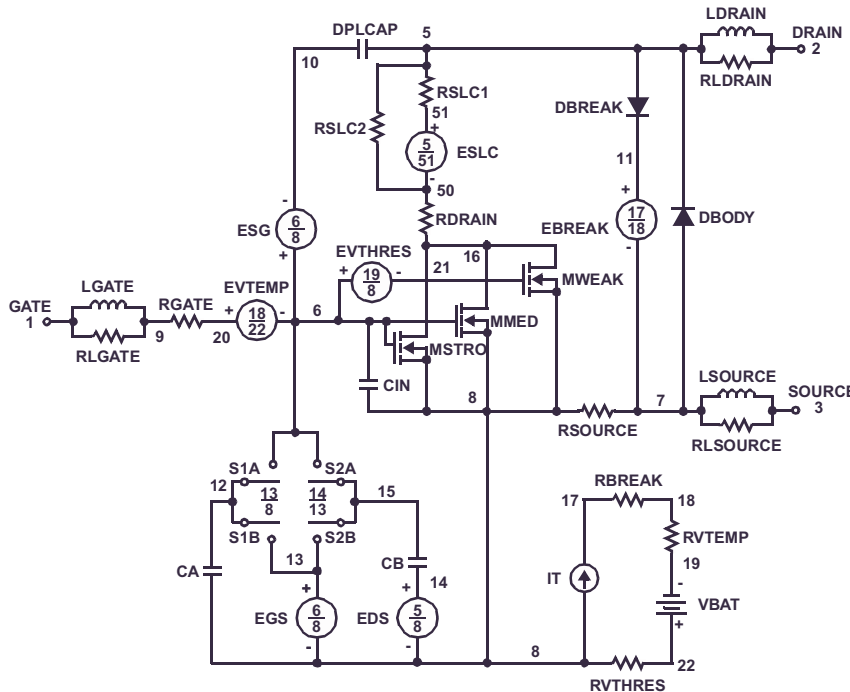 LDRAIN
DPLCAP 5 DRAIN
10 2
RLDRAIN
RSLC1
DBREAK
51
RSLC2 +
5
51
ESLC
11
-
50
- +
17
18
EBREAK
DBODY
6
8
ESG
RDRAIN
-
+
EVTHRES
16
+ 19
8
- 21
MWEAK
LGATE
GATE
1
EVTEMP
RGATE + 18
22
- 6
MMED
9 20
RLGATE
MSTRO
CIN
LSOURCE
8 7 SOURCE
3
RSOURCE
RLSOURCE
S1A S2A
12 13
8
14
13
15
RBREAK
17 18
S1B S2B
RVTEMP
13
CB
19
CA
IT
14
-
+ +
VBAT
EGS 6
8
EDS 5
8
+
- -
8
22
RVTHRES